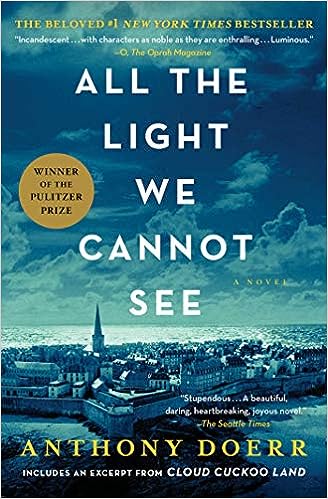 THE BELOVED #1 NEW YORK TIMES BESTSELLER
"Incandescent...with characters as noble as they are enthralling...Luminous."
—O, The Oprah Magazine
ALL THE
LIGHT
WE
CANNOT
SEE
WINNER
OF THE
PULITZER
PRIZE
A NOVEL
"Stupendous...A beautiful,
daring, heartbreaking,
joyous novel."
—The Seattle Times
ANTHONY DOERR
INCLUDES AN EXCERPT FROM CLOUD CUCKOO LAND